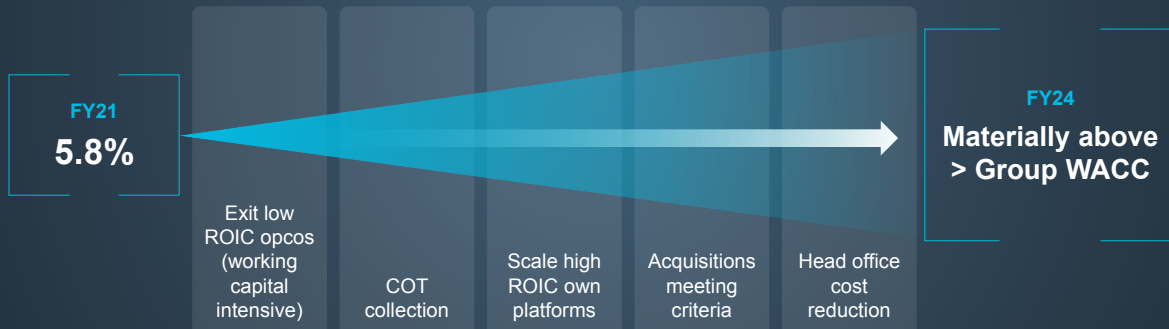 FY21
5.8%
Exit low
ROIC opcos
(working
capital
intensive)
COT
collection
Scale high
ROIC own
platforms
Acquisitions
meeting
criteria
Head office
cost
reduction
FY24
Materially above
> Group WACC